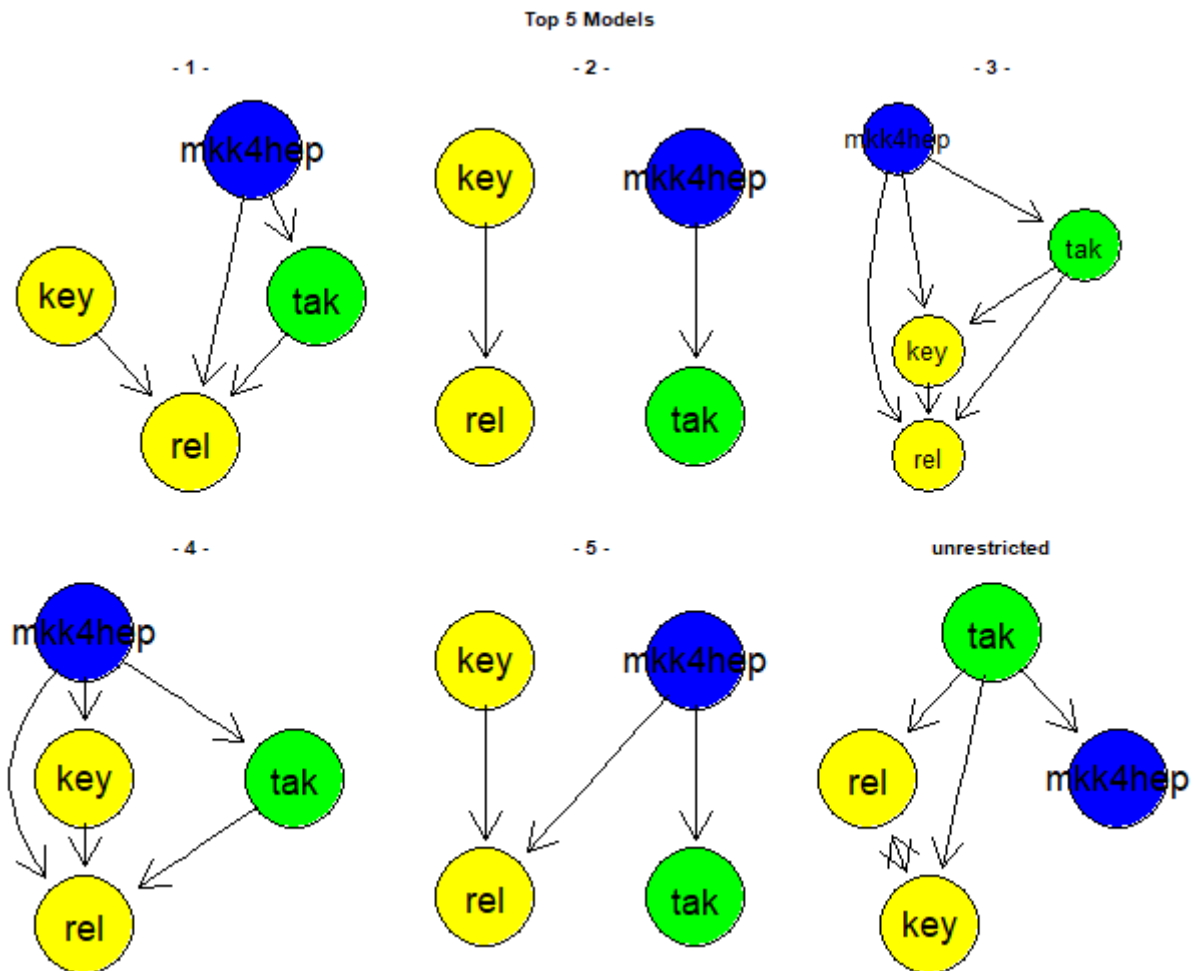 Top 5 Models
- 1 -
- 2 -
- 3 -
mkk4hep
key
tak
rel
key
mkk4hep
rel
tak
mkk4hep
tak
key
rel
- 4 -
- 5 -
unrestricted
mkk4hep
key
tak
rel
key
mkk4hep
rel
tak
tak
rel
mkk4hep
key